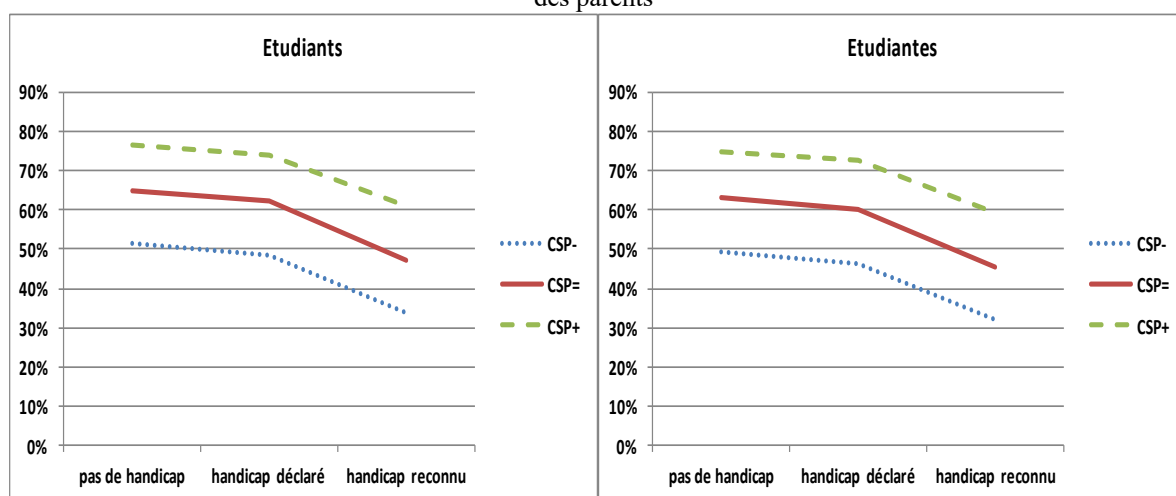 des parents
Etudiants
90%
80%
70%
60%
50%
40%
30%
20%
10%
0%
pas de handicap
handicap déclaré
handicap reconnu
CSP-
CSP=
CSP+
Etudiantes
90%
80%
70%
60%
50%
40%
30%
20%
10%
0%
pas de handicap
handicap déclaré
handicap reconnu
CSP-
CSP=
CSP+